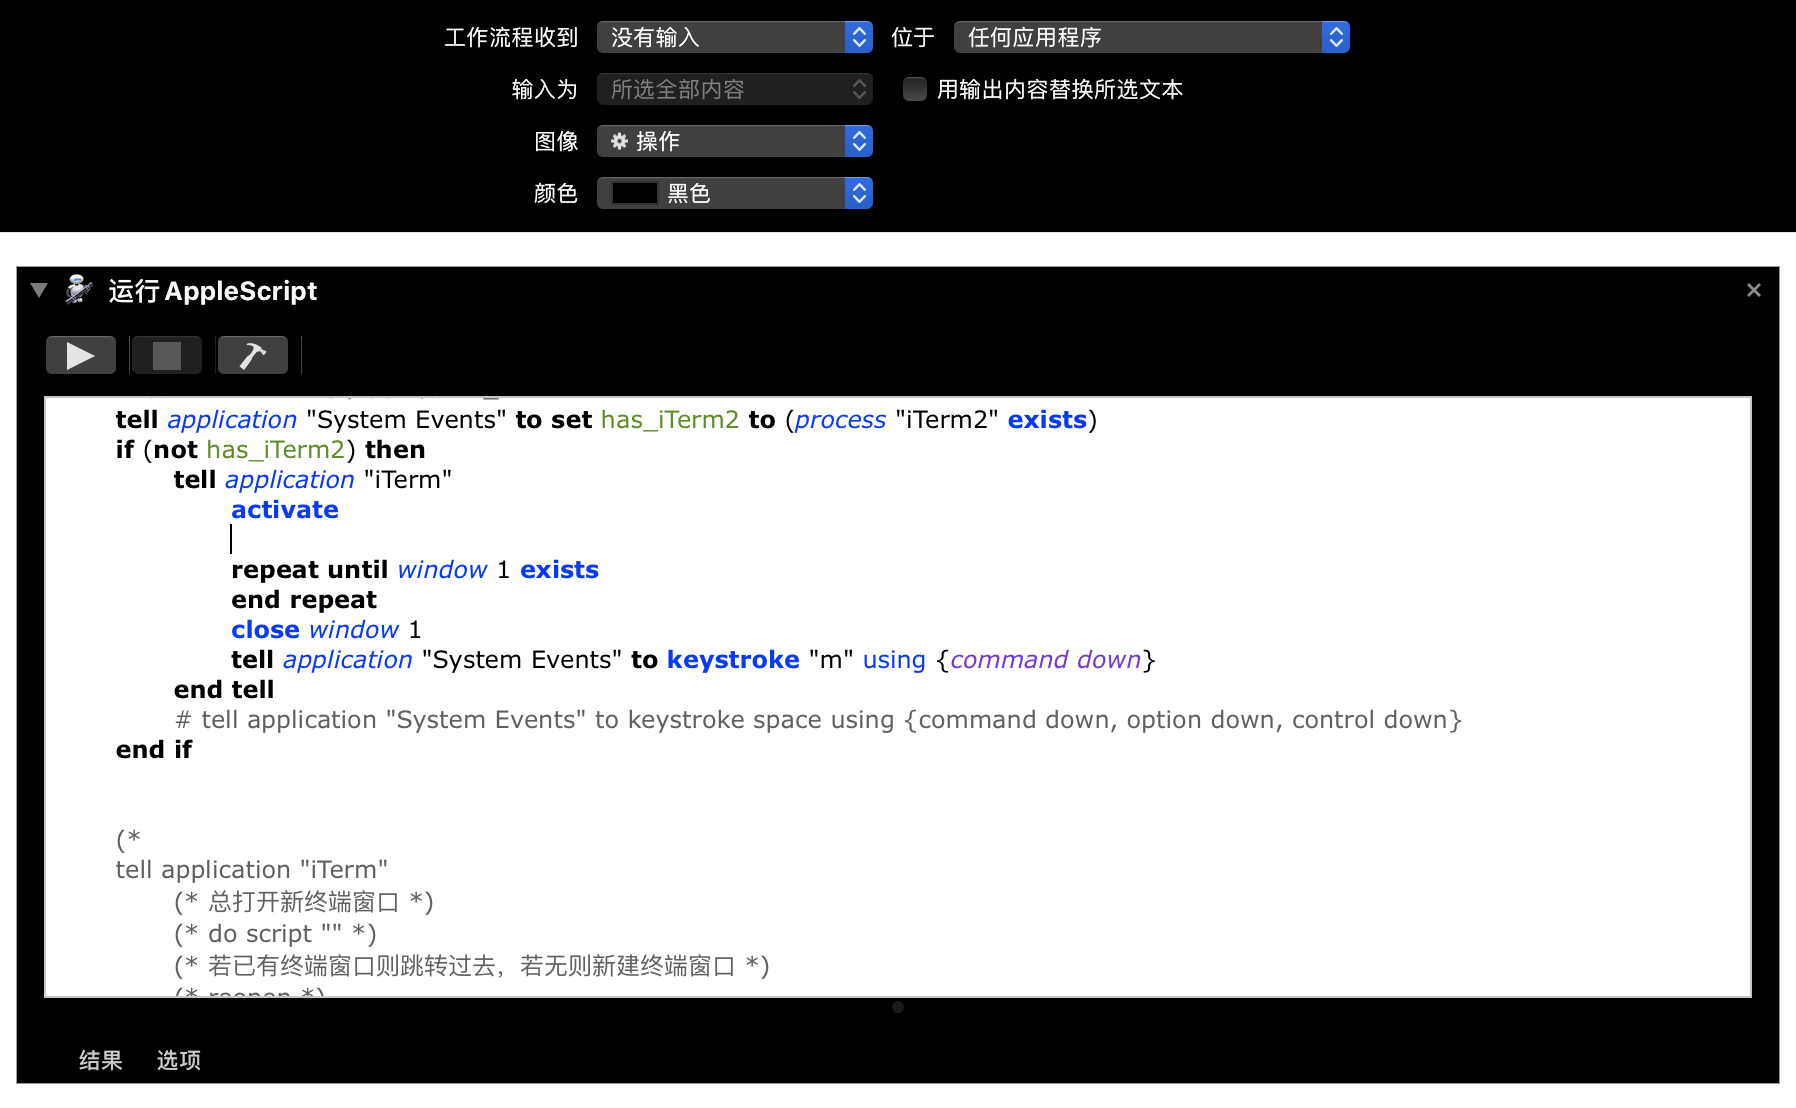 工作流程收到 没有输入 位于 任何应用程序
输入为 所选全部内容 用输出内容替换所选文本
图像 操作
颜色 黑色
运行 AppleScript
tell application "System Events" to set has_iTerm2 to (process "iTerm2" exists)
if (not has_iTerm2) then
tell application "iTerm"
activate
repeat until window 1 exists
end repeat
close window 1
tell application "System Events" to keystroke "m" using {command down}
end tell
# tell application "System Events" to keystroke space using {command down, option down, control down}
end if
(*
tell application "iTerm"
(* 总打开新终端窗口 *)
(* do script "" *)
(* 若已有终端窗口则跳转过去，若无则新建终端窗口 *)
(* reopen *)
结果 选项